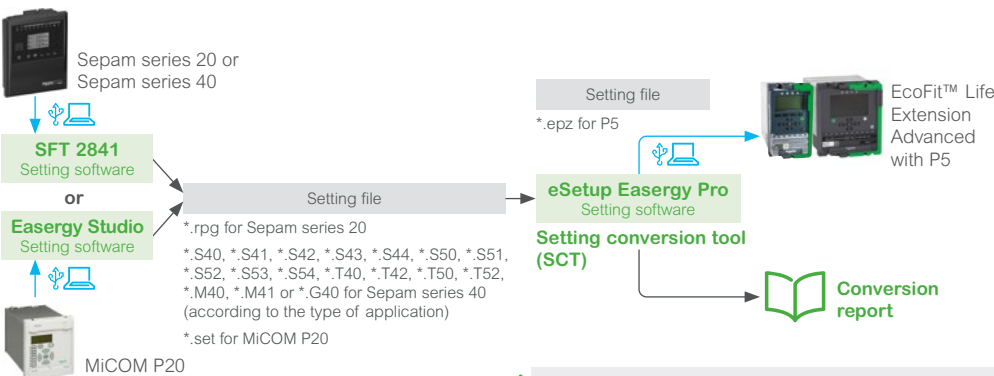 Sepam series 20 or
Sepam series 40
SFT 2841
Setting software
or
Easergy Studio
Setting software
MiCOM P20
Setting file
*.rpg for Sepam series 20
*.S40, *.S41, *.S42, *.S43, *.S44, *.S50, *.S51,
*.S52, *.S53, *.S54, *.T40, *.T42, *.T50, *.T52,
*.M40, *.M41 or *.G40 for Sepam series 40
(according to the type of application)
*.set for MiCOM P20
Setting file
*.epz for P5
eSetup Easergy Pro
Setting software
Setting conversion tool
(SCT)
EcoFit™ Life
Extension
Advanced
with P5
Conversion
report